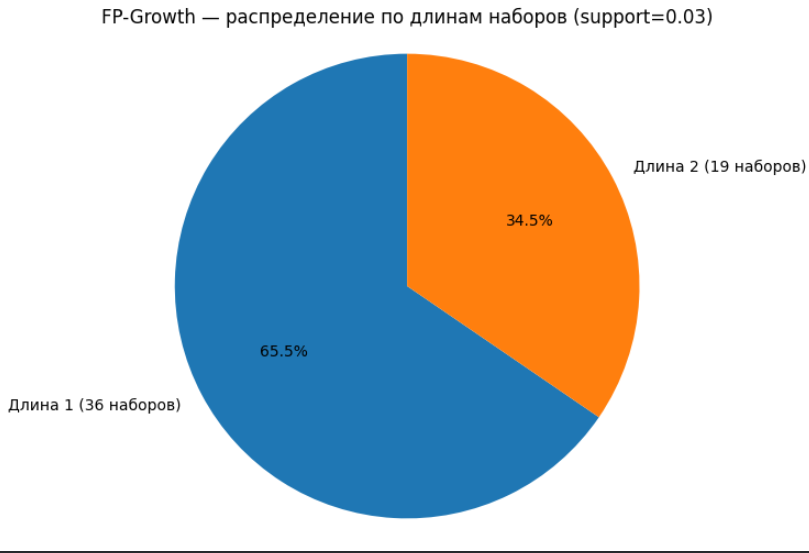 FP-Growth — распределение по длинам наборов (support=0.03)
Длина 2 (19 наборов)
34.5%
65.5%
Длина 1 (36 наборов)